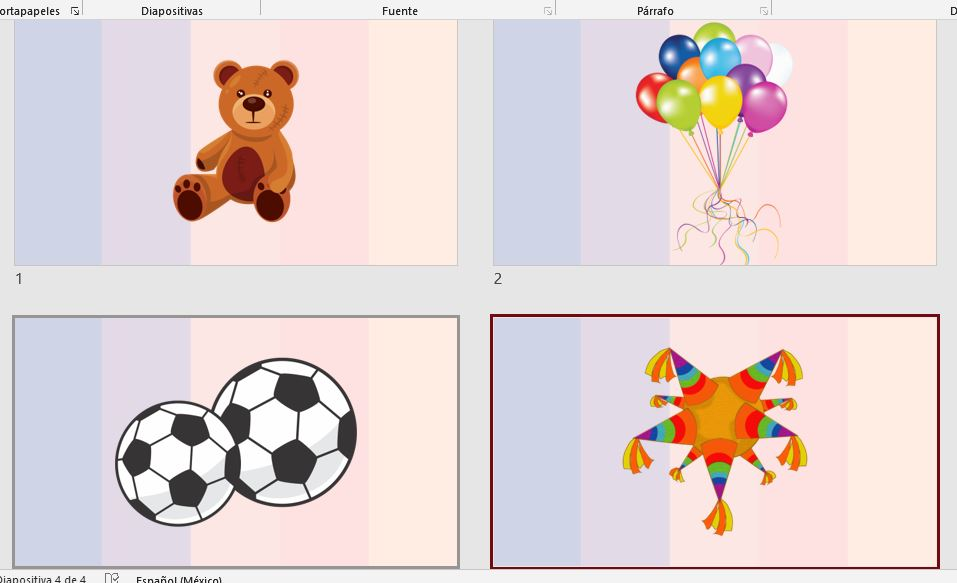 ortapapeles
Diapositivas
Fuente
Párrafo
D
1
2
Diapositiva 4 de 4
Español (México)